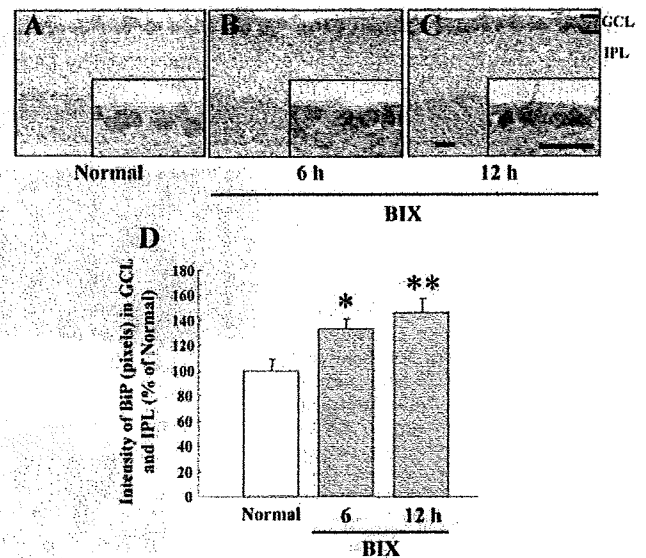 A B C GCL
IPL
Normal 6 h 12 h
BIX
D
Intensity of BiP (pixels) in GCL
and IPL (% of Normal)
180
160
140
120
100
80
60
40
20
0
* **
Normal 6 12 h
BIX